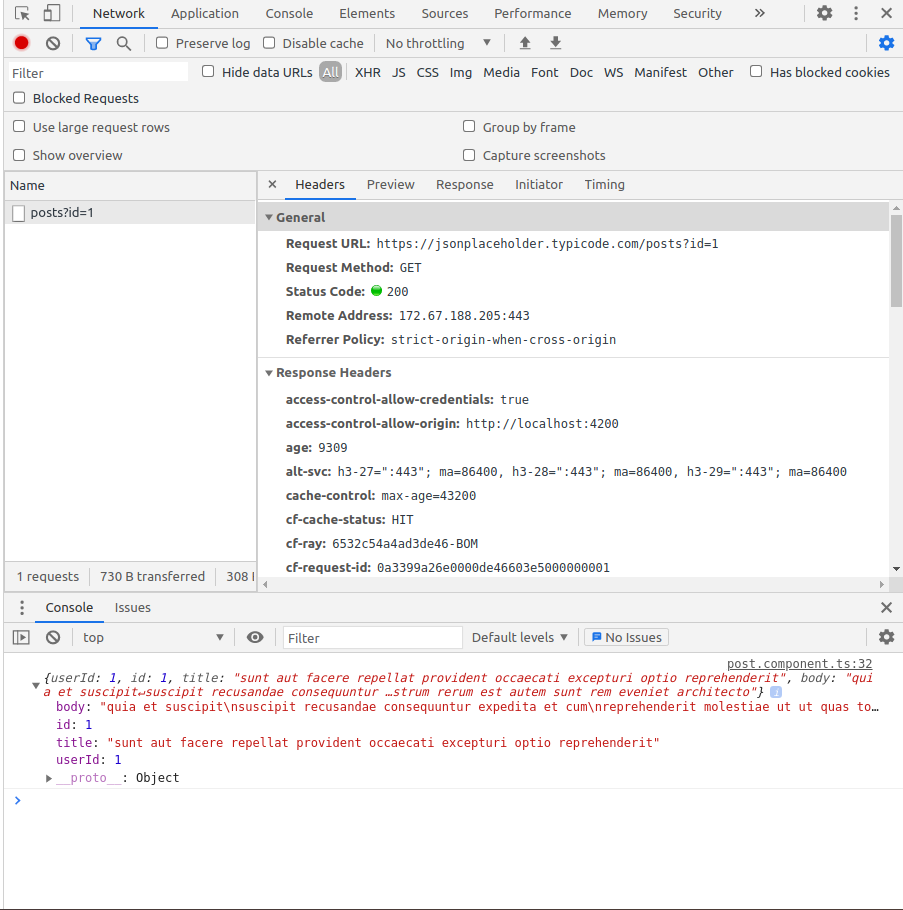 Network Application Console Elements Sources Performance Memory Security »
Preserve log Disable cache No throttling
Filter Hide data URLs All XHR JS CSS Img Media Font Doc WS Manifest Other Has blocked cookies
Blocked Requests
Use large request rows Group by frame
Show overview Capture screenshots
Name × Headers Preview Response Initiator Timing
posts?id=1
General
Request URL: https://jsonplaceholder.typicode.com/posts?id=1
Request Method: GET
Status Code: 200
Remote Address: 172.67.188.205:443
Referrer Policy: strict-origin-when-cross-origin
Response Headers
access-control-allow-credentials: true
access-control-allow-origin: http://localhost:4200
age: 9309
alt-svc: h3-27=":443"; ma=86400, h3-28=":443"; ma=86400, h3-29=":443"; ma=86400
cache-control: max-age=43200
cf-cache-status: HIT
cf-ray: 6532c54a4ad3de46-BOM
cf-request-id: 0a3399a26e0000de46603e5000000001
1 requests 730 B transferred 308
Console Issues
top Filter Default levels No Issues
post.component.ts:32
{userId: 1, id: 1, title: "sunt aut facere repellat provident occaecati excepturi optio reprehenderit", body: "qui
a et suscipit↵suscipit recusandae consequuntur …strum rerum est autem sunt rem eveniet architecto"} i
body: "quia et suscipit\nsuscipit recusandae consequuntur expedita et cum\nreprehenderit molestiae ut ut quas to…
id: 1
title: "sunt aut facere repellat provident occaecati excepturi optio reprehenderit"
userId: 1
__proto__: Object